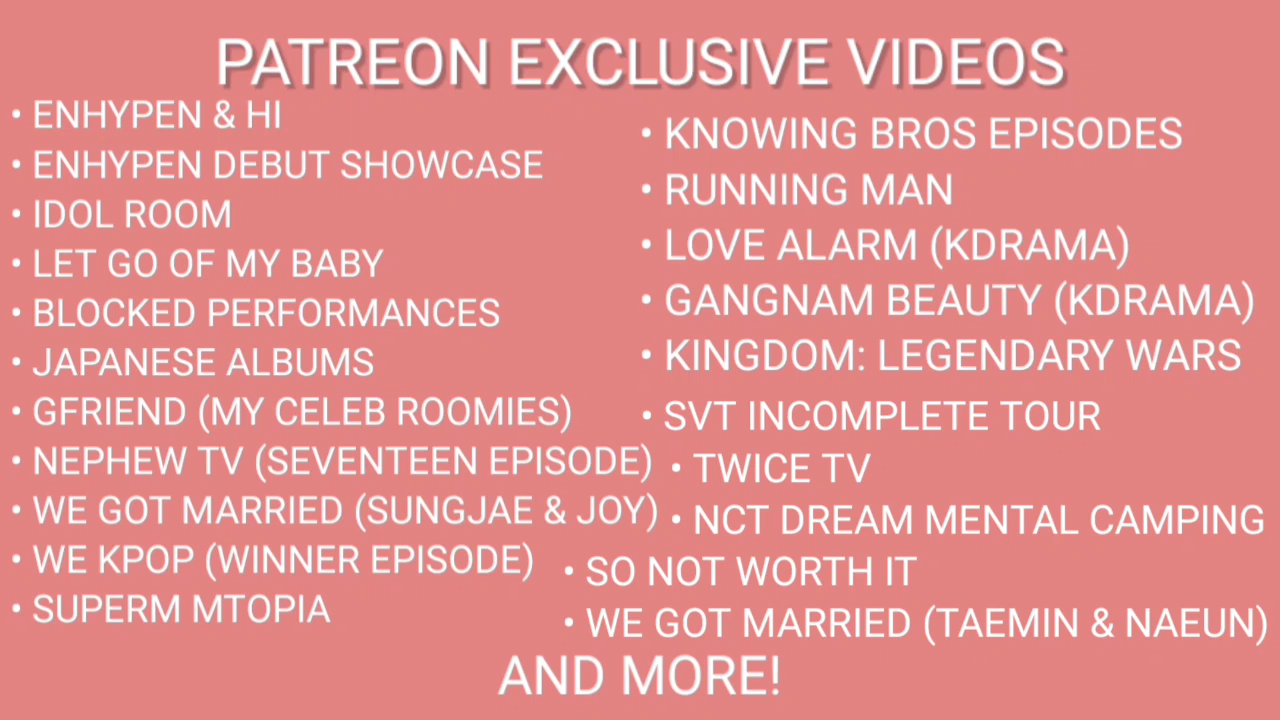 PATREON EXCLUSIVE VIDEOS
• ENHYPEN & HI
• ENHYPEN DEBUT SHOWCASE
• IDOL ROOM
• LET GO OF MY BABY
• BLOCKED PERFORMANCES
• JAPANESE ALBUMS
• GFRIEND (MY CELEB ROOMIES)
• NEPHEW TV (SEVENTEEN EPISODE)
• WE GOT MARRIED (SUNGJAE & JOY)
• WE KPOP (WINNER EPISODE)
• SUPERM MTOPIA
• KNOWING BROS EPISODES
• RUNNING MAN
• LOVE ALARM (KDRAMA)
• GANGNAM BEAUTY (KDRAMA)
• KINGDOM: LEGENDARY WARS
• SVT INCOMPLETE TOUR
• TWICE TV
• NCT DREAM MENTAL CAMPING
• SO NOT WORTH IT
• WE GOT MARRIED (TAEMIN & NAEUN)
AND MORE!